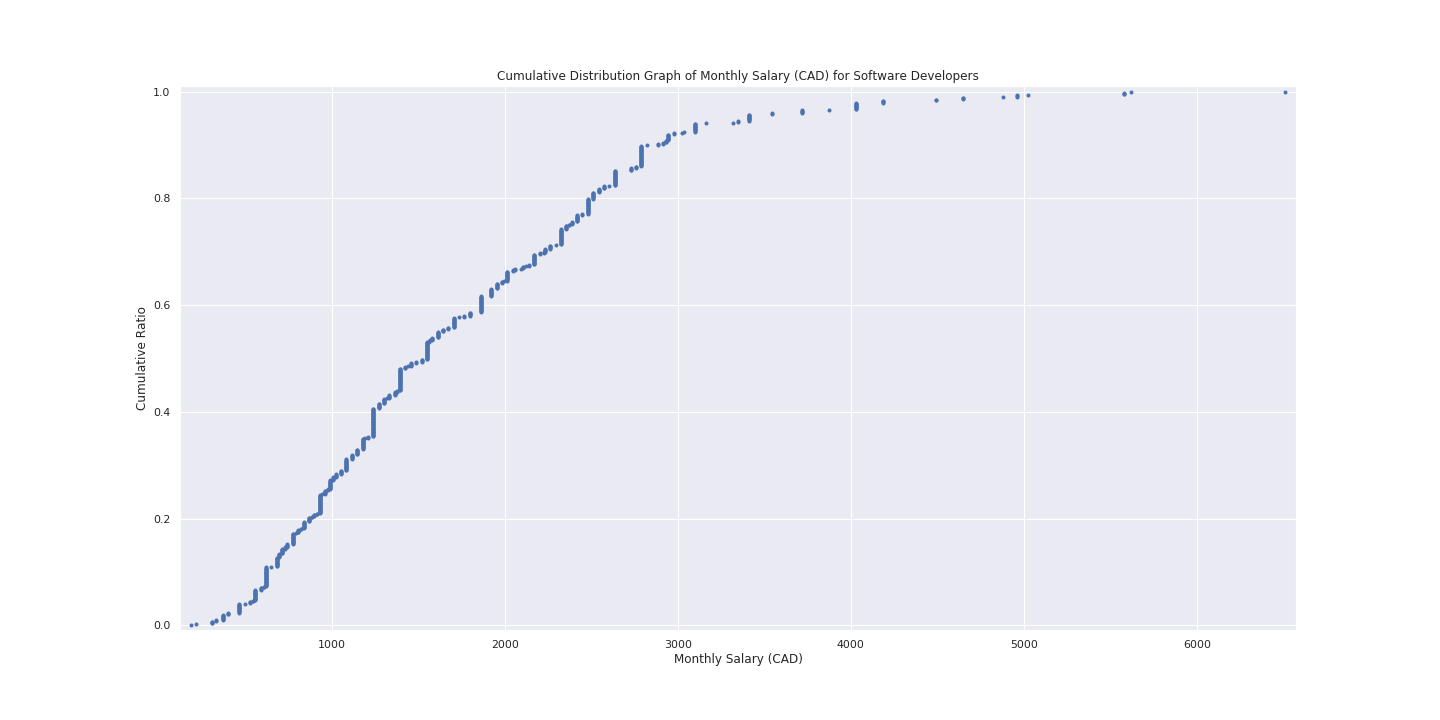 Cumulative Distribution Graph of Monthly Salary (CAD) for Software Developers
1.0
0.8
0.6
0.4
0.2
0.0
Cumulative Ratio
1000 2000 3000 4000 5000 6000
Monthly Salary (CAD)